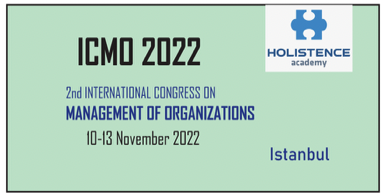 ICMO 2022
HOLISTENCE
academy
2nd INTERNATIONAL CONGRESS ON
MANAGEMENT OF ORGANIZATIONS
10-13 November 2022
Istanbul